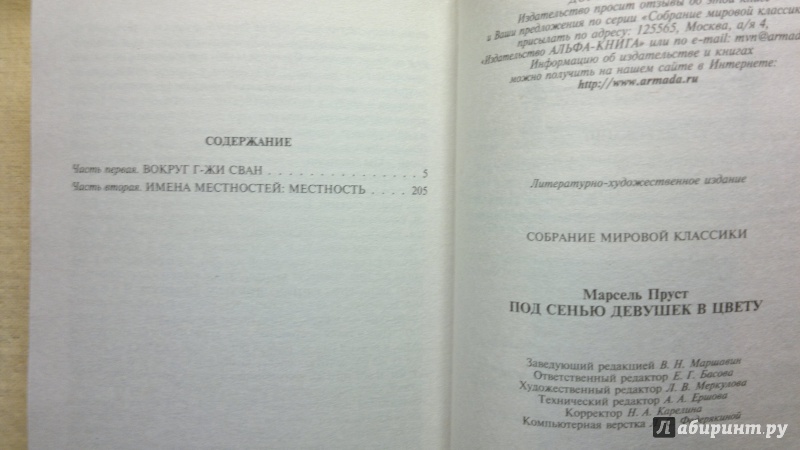 СОДЕРЖАНИЕ
Часть первая. ВОКРУГ Г-ЖИ СВАН . . . . . . . . . . . . . . . 5
Часть вторая. ИМЕНА МЕСТНОСТЕЙ: МЕСТНОСТЬ . . . . 205
Издательство просит отзывы об этой книге
и Ваши предложения по серии «Собрание мировой классик
присылать по адресу: 125565, Москва, а/я 4,
«Издательство АЛЬФА-КНИГА» или по e-mail: mvn@armad
Информацию об издательстве и книгах
можно получить на нашем сайте в Интернете:
http://www.armada.ru
Литературно-художественное издание
СОБРАНИЕ МИРОВОЙ КЛАССИКИ
Марсель Пруст
ПОД СЕНЬЮ ДЕВУШЕК В ЦВЕТУ
Заведующий редакцией В. Н. Маршавин
Ответственный редактор Е. Г. Басова
Художественный редактор Л. В. Меркулова
Технический редактор А. А. Ершова
Корректор Н. А. Карелина
Компьютерная верстка
Лабиринт.ру